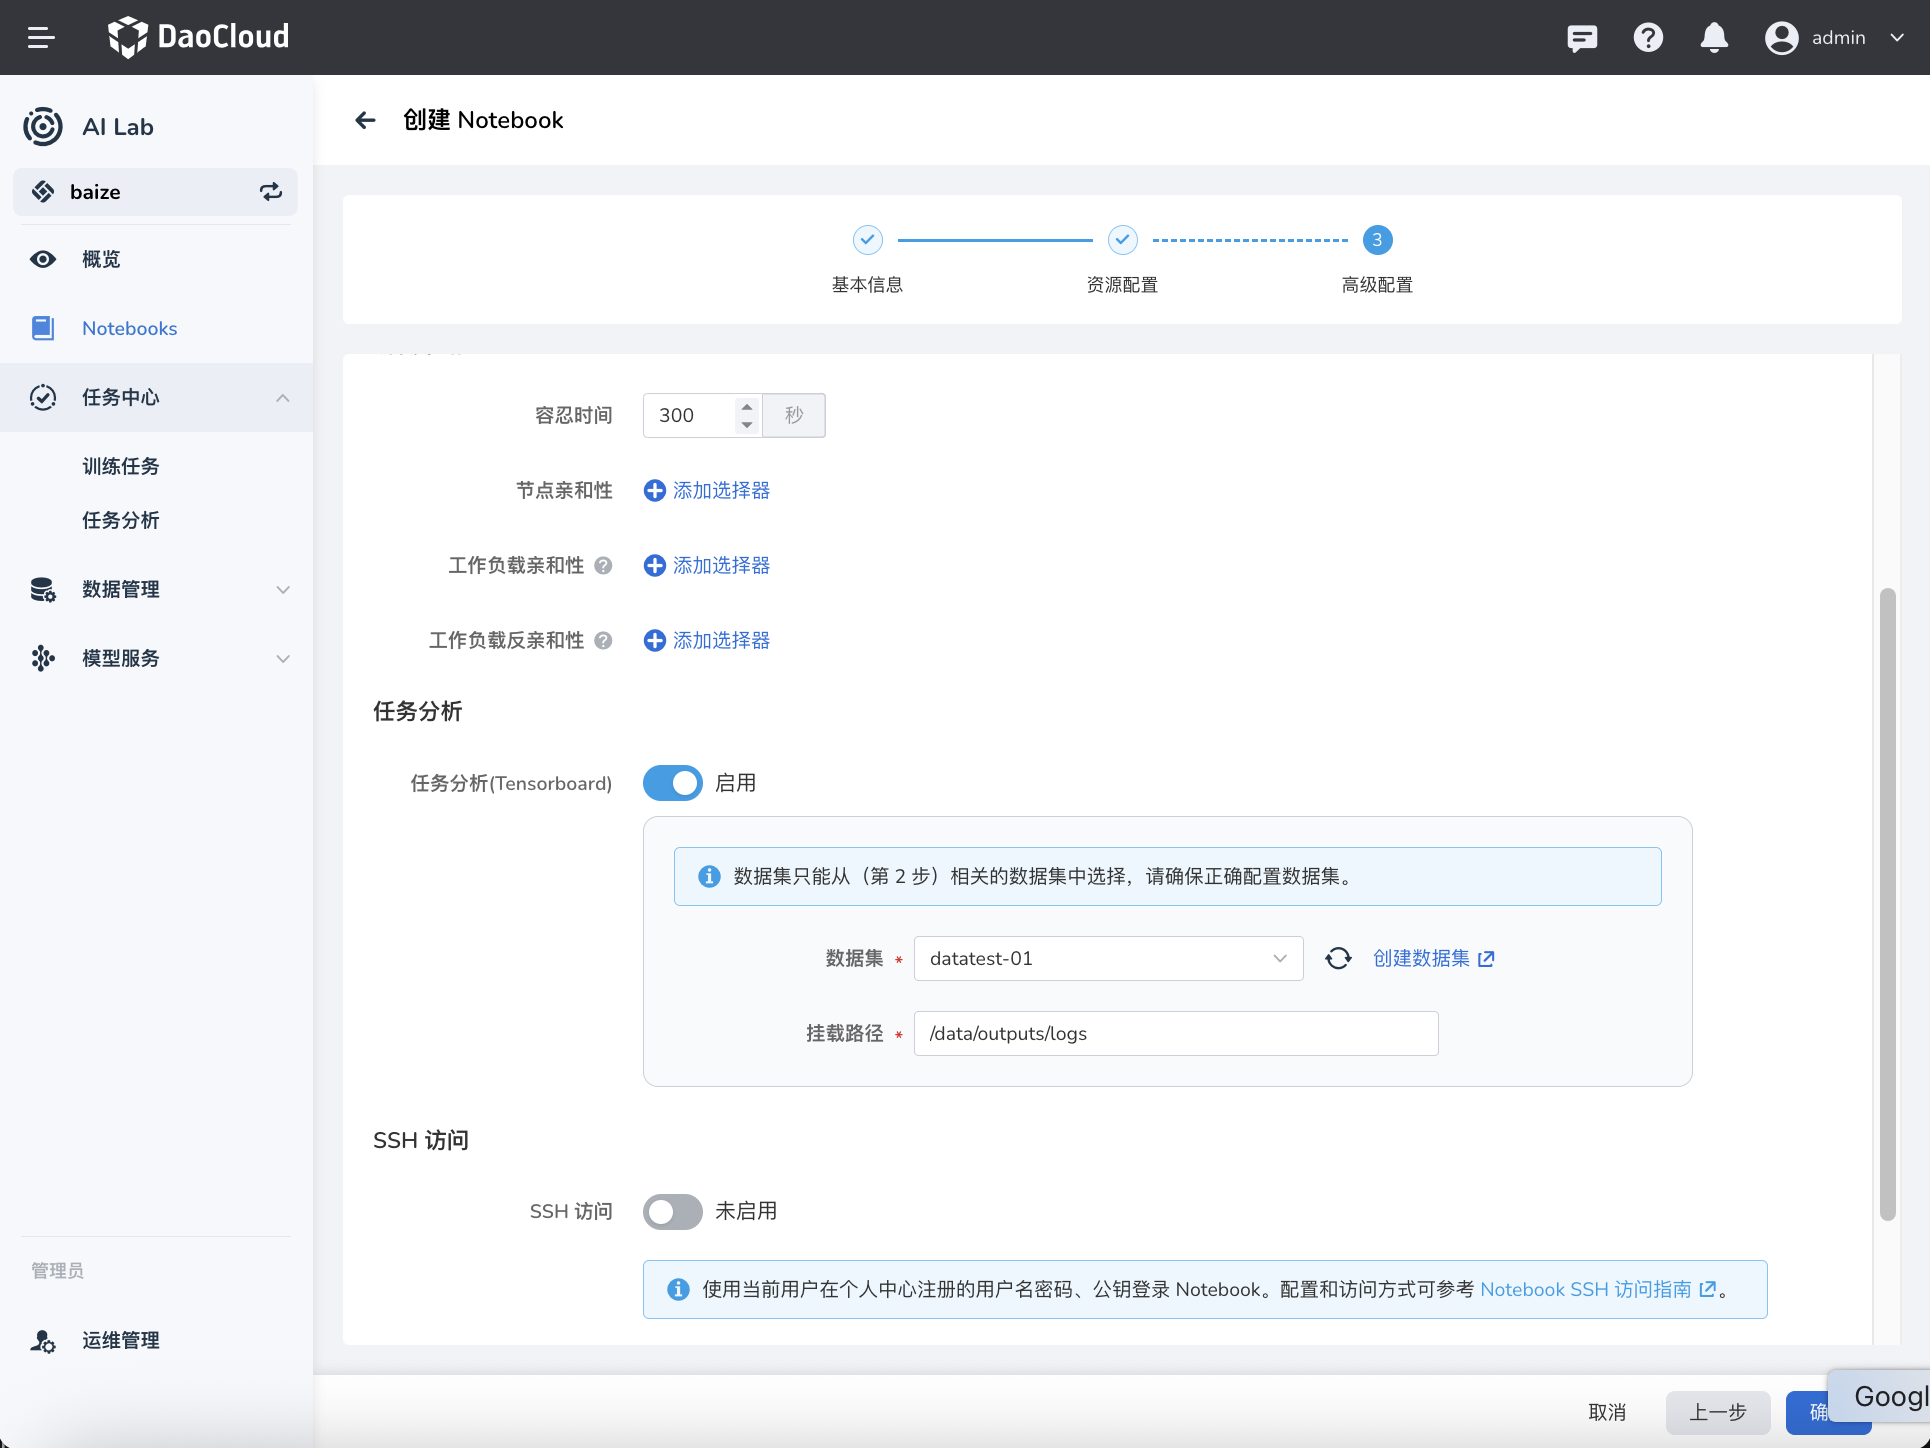 DaoCloud
admin
AI Lab
baize
概览
Notebooks
任务中心
训练任务
任务分析
数据管理
模型服务
管理员
运维管理
创建 Notebook
3
基本信息
资源配置
高级配置
容忍时间
300
秒
节点亲和性
添加选择器
工作负载亲和性
添加选择器
工作负载反亲和性
添加选择器
任务分析
任务分析(Tensorboard)
启用
数据集只能从（第 2 步）相关的数据集中选择，请确保正确配置数据集。
数据集 *
datatest-01
创建数据集
挂载路径 *
/data/outputs/logs
SSH 访问
SSH 访问
未启用
使用当前用户在个人中心注册的用户名密码、公钥登录 Notebook。配置和访问方式可参考 Notebook SSH 访问指南。
取消
上一步
确
Googl